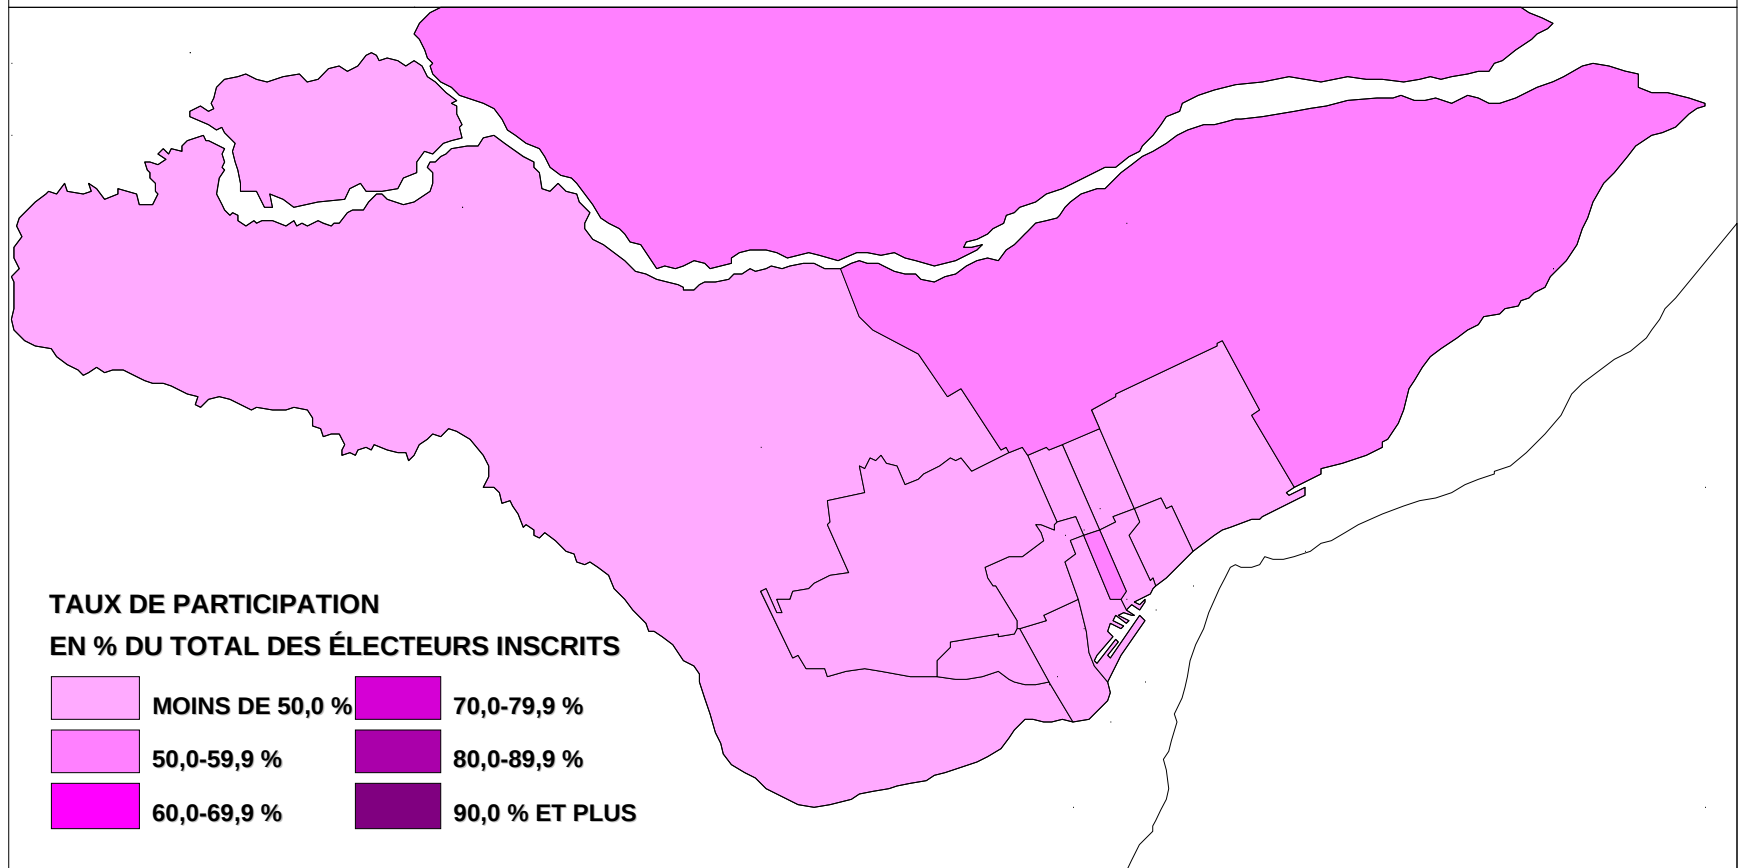 TAUX DE PARTICIPATION
EN % DU TOTAL DES ÉLECTEURS INSCRITS
MOINS DE 50,0 %
50,0-59,9 %
60,0-69,9 %
70,0-79,9 %
80,0-89,9 %
90,0 % ET PLUS